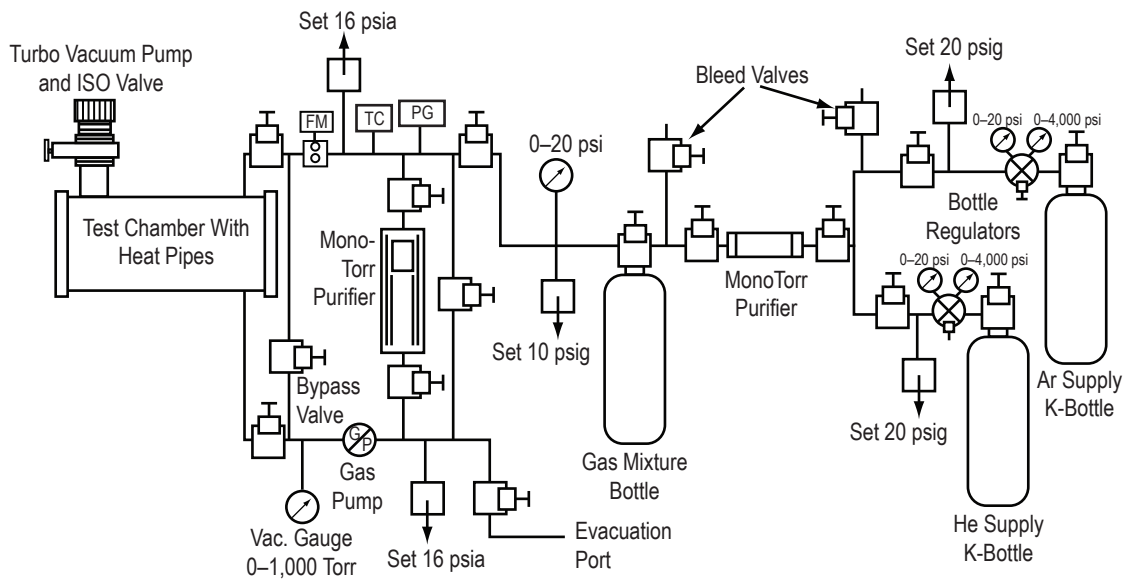 Set 16 psia
Turbo Vacuum Pump
and ISO Valve
FM
TC
PG
Bleed Valves
Set 20 psig
0–20 psi
0–4,000 psi
0–20 psi
Test Chamber With
Heat Pipes
Mono-
Torr
Purifier
MonoTorr
Purifier
Bottle
Regulators
0–20 psi
0–4,000 psi
Set 10 psig
Bypass
Valve
Ar Supply
K-Bottle
Set 20 psig
G
P
Gas
Pump
Gas Mixture
Bottle
Vac. Gauge
0–1,000 Torr
Set 16 psia
Evacuation
Port
He Supply
K-Bottle